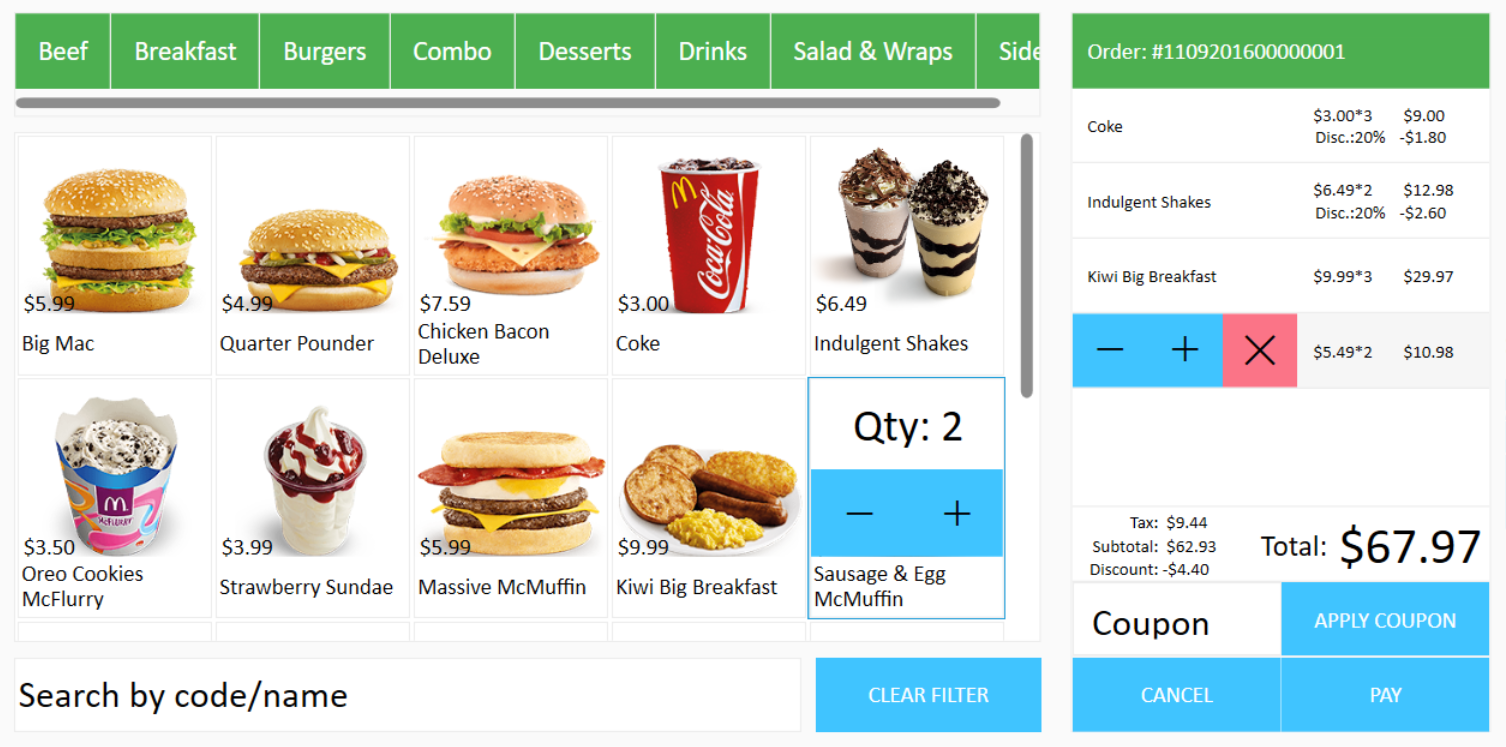 Beef Breakfast Burgers Combo Desserts Drinks Salad & Wraps Side
$5.99
Big Mac
$4.99
Quarter Pounder
$7.59
Chicken Bacon
Deluxe
Coca-Cola
$3.00
Coke
$6.49
Indulgent Shakes
McFlurry
$3.50
Oreo Cookies
McFlurry
$3.99
Strawberry Sundae
$5.99
Massive McMuffin
$9.99
Kiwi Big Breakfast
Qty: 2
− +
Sausage & Egg
McMuffin
Search by code/name
CLEAR FILTER
Order: #1109201600000001
Coke $3.00*3 $9.00
Disc.:20% -$1.80
Indulgent Shakes $6.49*2 $12.98
Disc.:20% -$2.60
Kiwi Big Breakfast $9.99*3 $29.97
− + × $5.49*2 $10.98
Tax: $9.44
Subtotal: $62.93
Discount: -$4.40
Total: $67.97
Coupon
APPLY COUPON
CANCEL
PAY